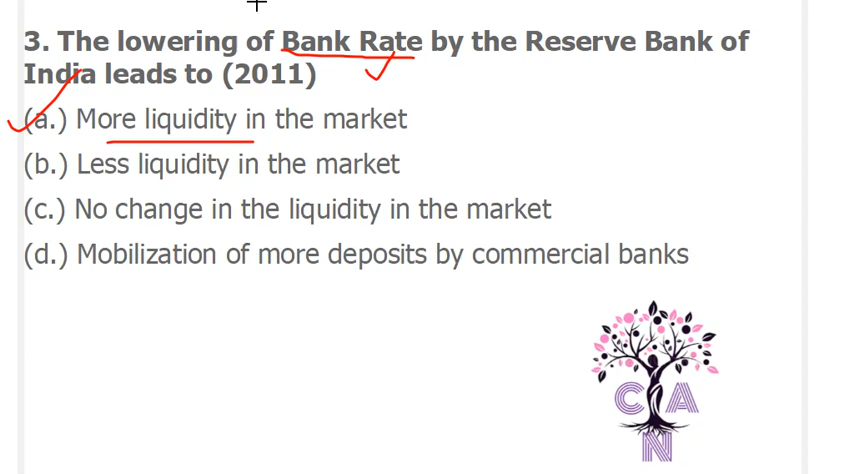 3. The lowering of Bank Rate by the Reserve Bank of
India leads to (2011)
(a.) More liquidity in the market
(b.) Less liquidity in the market
(c.) No change in the liquidity in the market
(d.) Mobilization of more deposits by commercial banks
C A
N